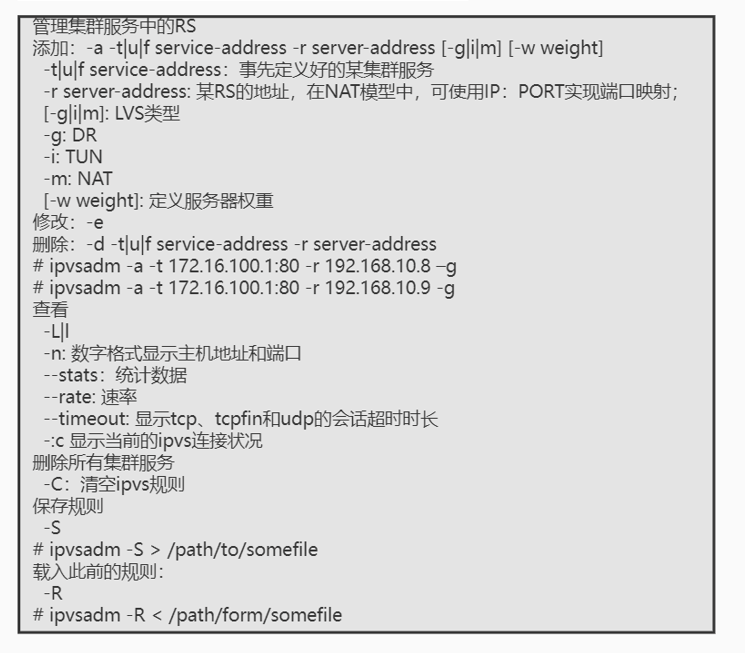 管理集群服务中的RS
添加：-a -t|u|f service-address -r server-address [-g|i|m] [-w weight]
-t|u|f service-address：事先定义好的某集群服务
-r server-address: 某RS的地址，在NAT模型中，可使用IP：PORT实现端口映射；
[-g|i|m]: LVS类型
-g: DR
-i: TUN
-m: NAT
[-w weight]: 定义服务器权重
修改：-e
删除：-d -t|u|f service-address -r server-address
# ipvsadm -a -t 172.16.100.1:80 -r 192.168.10.8 –g
# ipvsadm -a -t 172.16.100.1:80 -r 192.168.10.9 -g
查看
-L|l
-n: 数字格式显示主机地址和端口
--stats：统计数据
--rate: 速率
--timeout: 显示tcp、tcpfin和udp的会话超时时长
-:c 显示当前的ipvs连接状况
删除所有集群服务
-C：清空ipvs规则
保存规则
-S
# ipvsadm -S > /path/to/somefile
载入此前的规则：
-R
# ipvsadm -R < /path/form/somefile